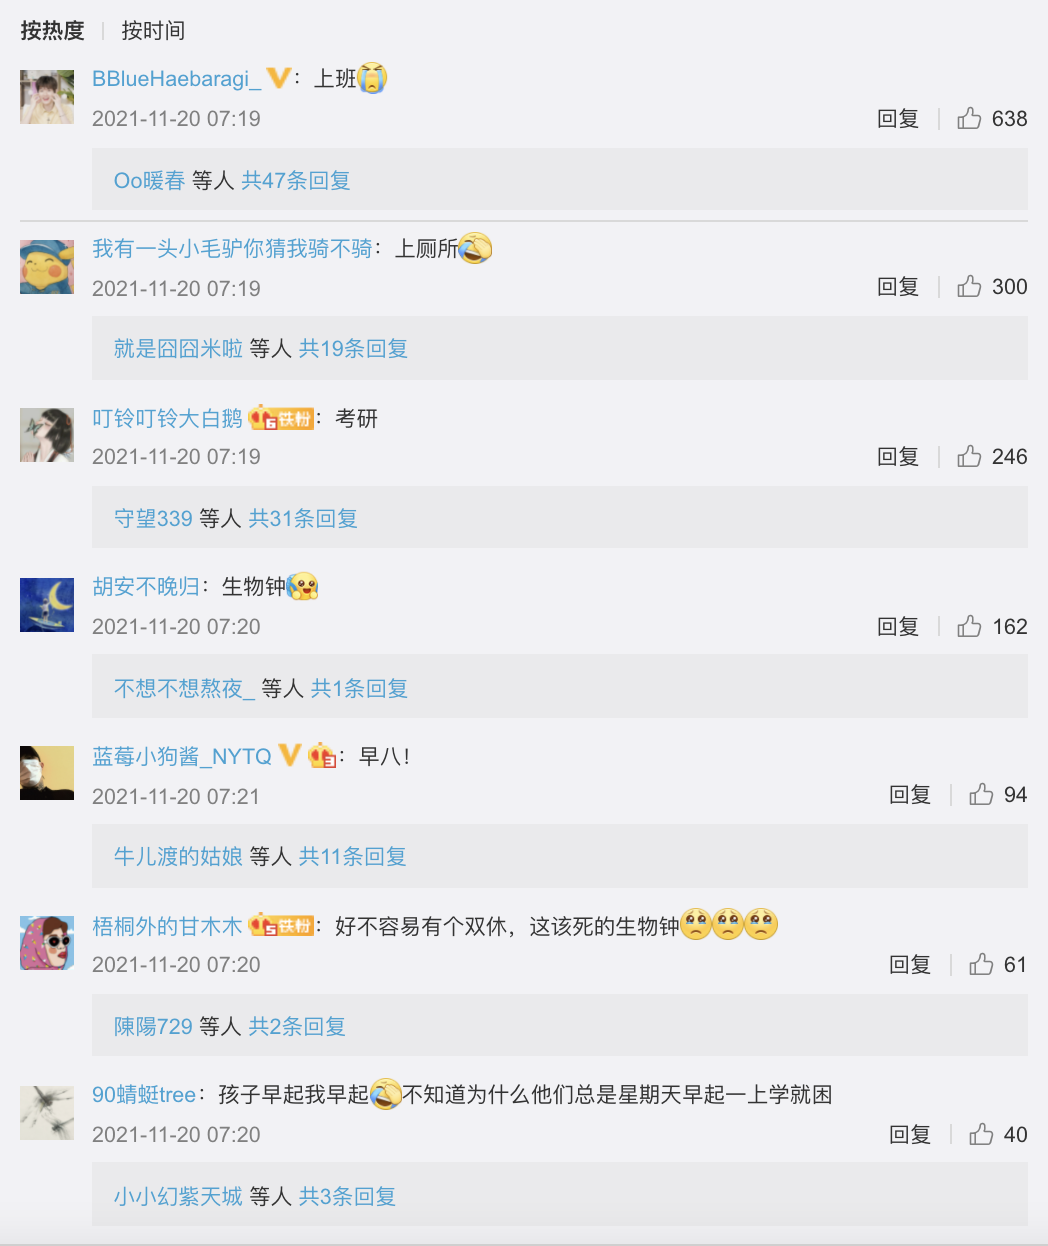 按热度 按时间
BBlueHaebaragi_ V：上班
2021-11-20 07:19 回复 638
Oo暖春 等人 共47条回复
我有一头小毛驴你猜我骑不骑：上厕所
2021-11-20 07:19 回复 300
就是囧囧米啦 等人 共19条回复
叮铃叮铃大白鹅 6 铁粉：考研
2021-11-20 07:19 回复 246
守望339 等人 共31条回复
胡安不晚归：生物钟
2021-11-20 07:20 回复 162
不想不想熬夜_ 等人 共1条回复
蓝莓小狗酱_NYTQ V 3：早八！
2021-11-20 07:21 回复 94
牛儿渡的姑娘 等人 共11条回复
梧桐外的甘木木 5 铁粉：好不容易有个双休，这该死的生物钟
2021-11-20 07:20 回复 61
陳陽729 等人 共2条回复
90蜻蜓tree：孩子早起我早起不知道为什么他们总是星期天早起一上学就困
2021-11-20 07:20 回复 40
小小幻紫天城 等人 共3条回复